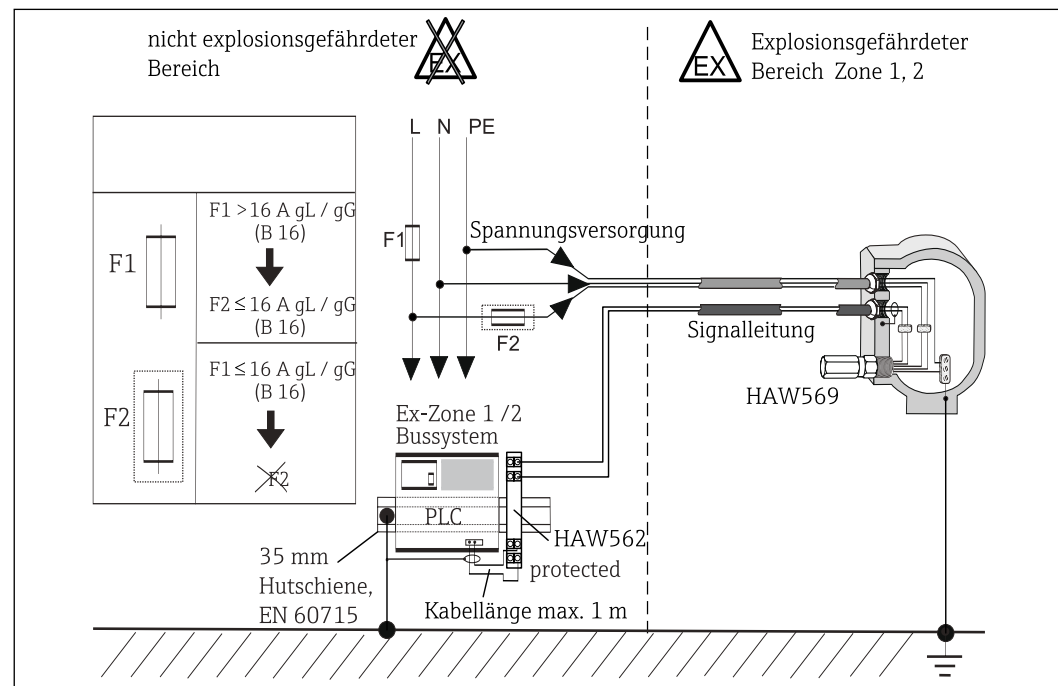 nicht explosionsgefährdeter
Bereich
EX
EX
Explosionsgefährdeter
Bereich Zone 1, 2
L N PE
F1 >16 A gL / gG
(B 16)
F1
F2 ≤ 16 A gL / gG
(B 16)
F1 ≤ 16 A gL / gG
(B 16)
F2
F2
F1
Spannungsversorgung
F2
Signalleitung
HAW569
Ex-Zone 1 /2
Bussystem
PLC
HAW562
protected
35 mm
Hutschiene,
EN 60715
Kabellänge max. 1 m